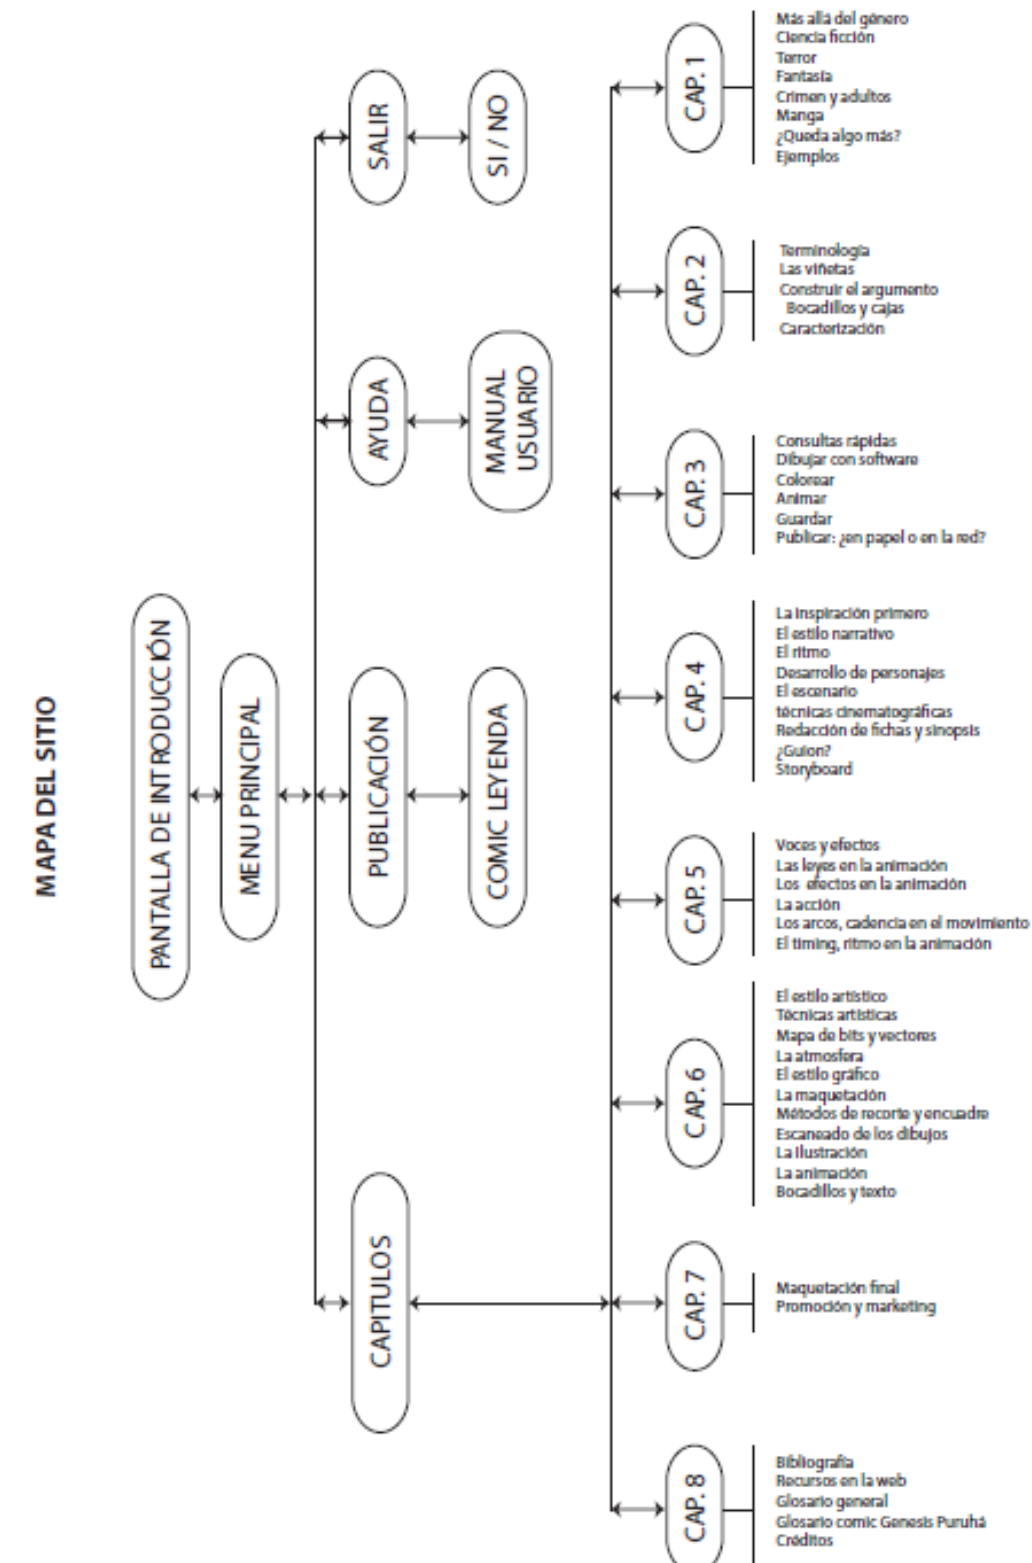 MAPA DEL SITIO
PANTALLA DE INTRODUCCIÓN
MENU PRINCIPAL
CAPITULOS
PUBLICACIÓN
COMIC LEYENDA
AYUDA
MANUAL
USUARIO
SALIR
SI / NO
CAP. 1
Más allá del género
Ciencia ficción
Terror
Fantasía
Crimen y adultos
Manga
¿Queda algo más?
Ejemplos
CAP. 2
Terminología
Las viñetas
Construir el argumento
Bocadillos y cajas
Caracterización
CAP. 3
Consultas rápidas
Dibujar con software
Colorear
Animar
Guardar
Publicar: ¿en papel o en la red?
CAP. 4
La inspiración primero
El estilo narrativo
El ritmo
Desarrollo de personajes
El escenario
técnicas cinematográficas
Redacción de fichas y sinopsis
¿Guion?
Storyboard
CAP. 5
Voces y efectos
Las leyes en la animación
Los efectos en la animación
La acción
Los arcos, cadencia en el movimiento
El timing, ritmo en la animación
CAP. 6
El estilo artístico
Técnicas artísticas
Mapa de bits y vectores
La atmosfera
El estilo gráfico
La maquetación
Métodos de recorte y encuadre
Escaneado de los dibujos
La ilustración
La animación
Bocadillos y texto
CAP. 7
Maquetación final
Promoción y marketing
CAP. 8
Bibliografía
Recursos en la web
Glosario general
Glosario comic Genesis Puruhá
Créditos